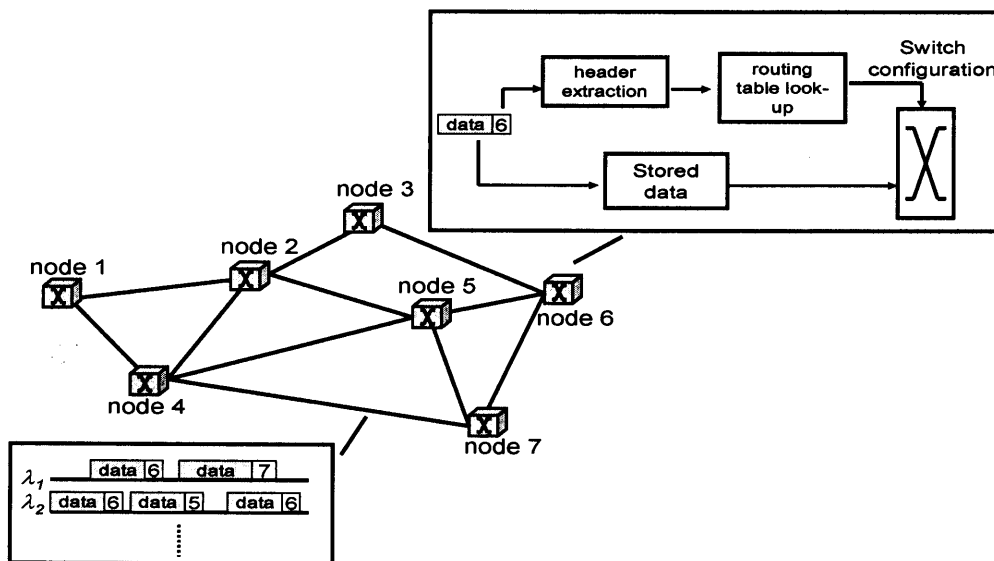 Switch
configuration
header
extraction
routing
table look-
up
data 6
Stored
data
node 3
node 2
node 1
node 5
node 6
node 4
node 7
λ1 data 6 data 7
λ2 data 6 data 5 data 6